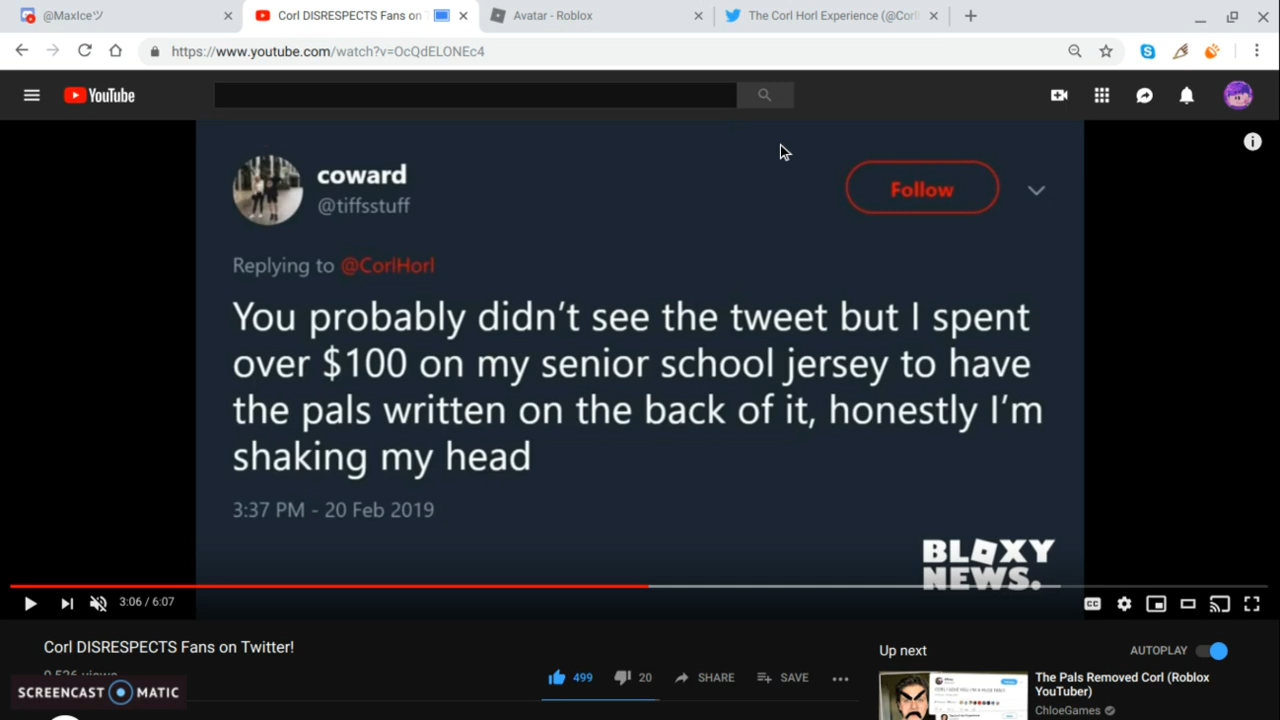 @MaxIceツ
Corl DISRESPECTS Fans on
Avatar - Roblox
The Corl Horl Experience (@Corl
https://www.youtube.com/watch?v=OcQdELONEc4
YouTube
coward
@tiffsstuff
Follow
Replying to @CorlHorl
You probably didn't see the tweet but I spent
over $100 on my senior school jersey to have
the pals written on the back of it, honestly I'm
shaking my head
3:37 PM - 20 Feb 2019
BLOXY
NEWS.
3:06 / 6:07
CC
Corl DISRESPECTS Fans on Twitter!
499
20
SHARE
SAVE
Up next
AUTOPLAY
SCREENCAST MATIC
The Pals Removed Corl (Roblox
YouTuber)
ChloeGames